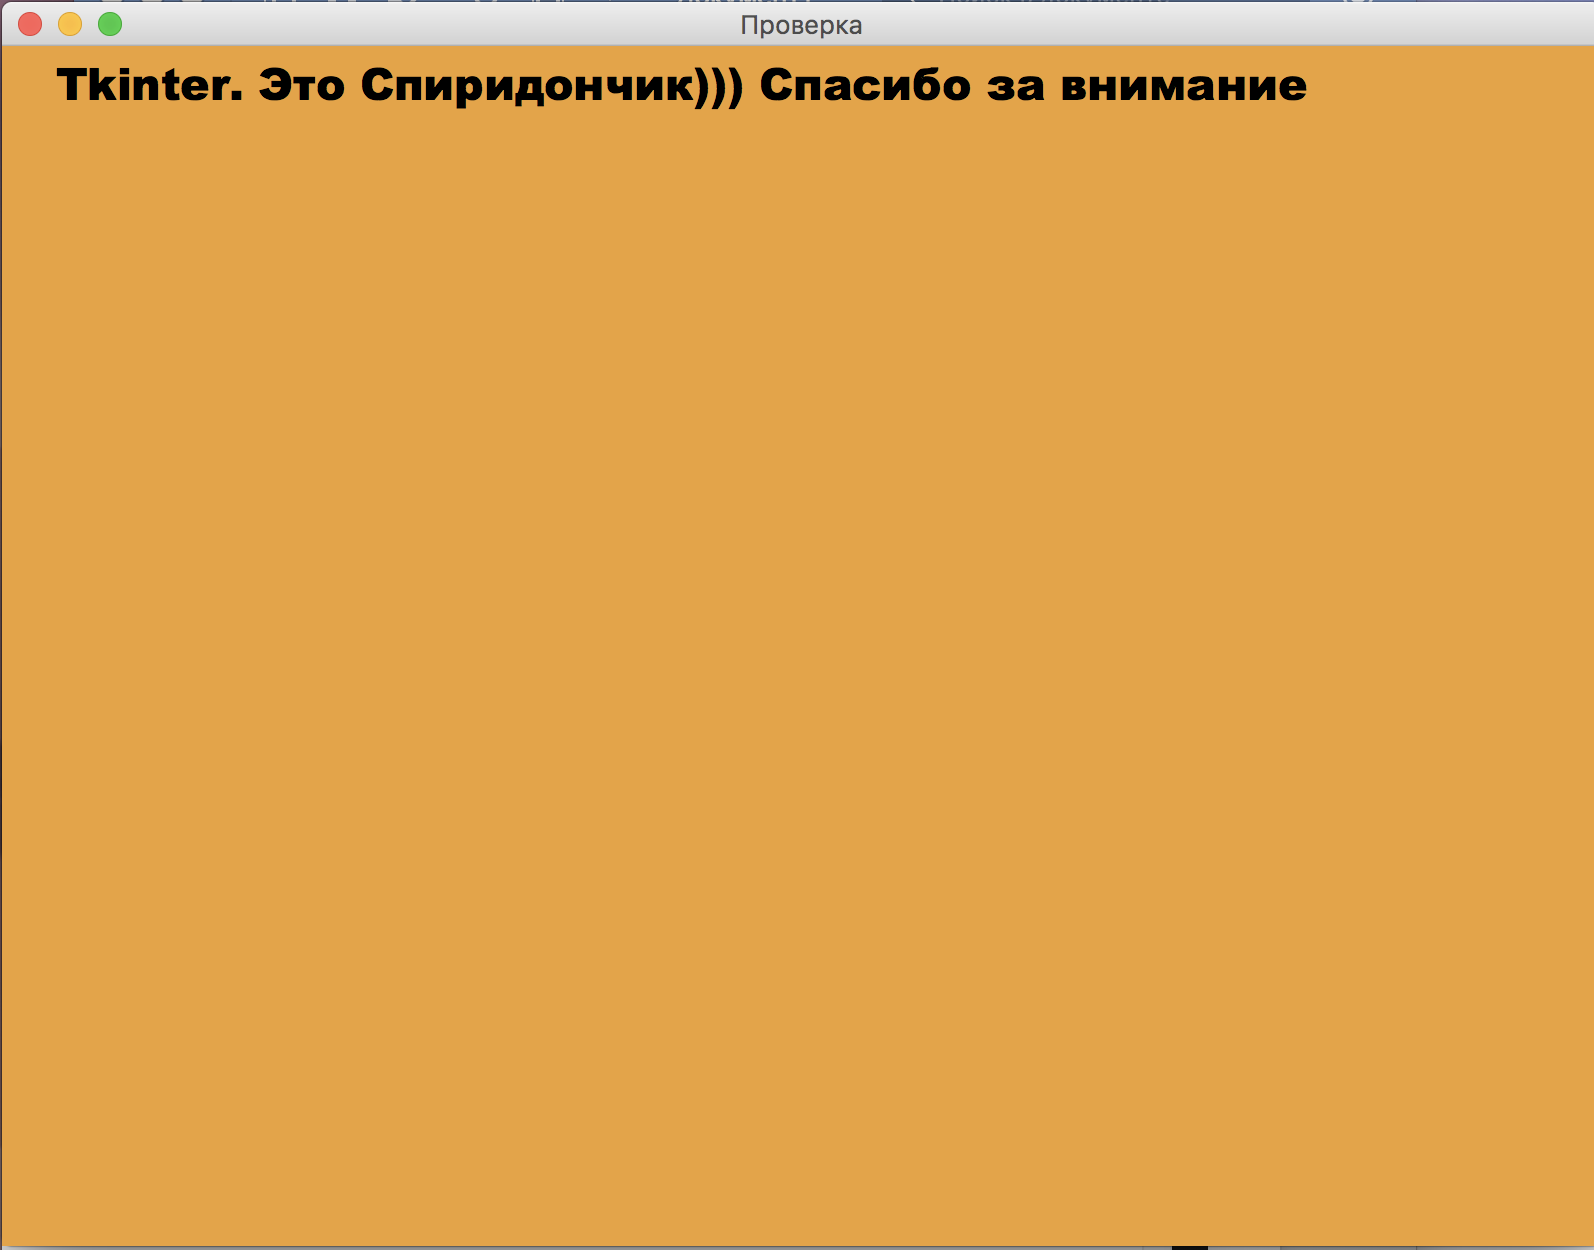 Проверка
Tkinter. Это Спиридончик))) Спасибо за внимание